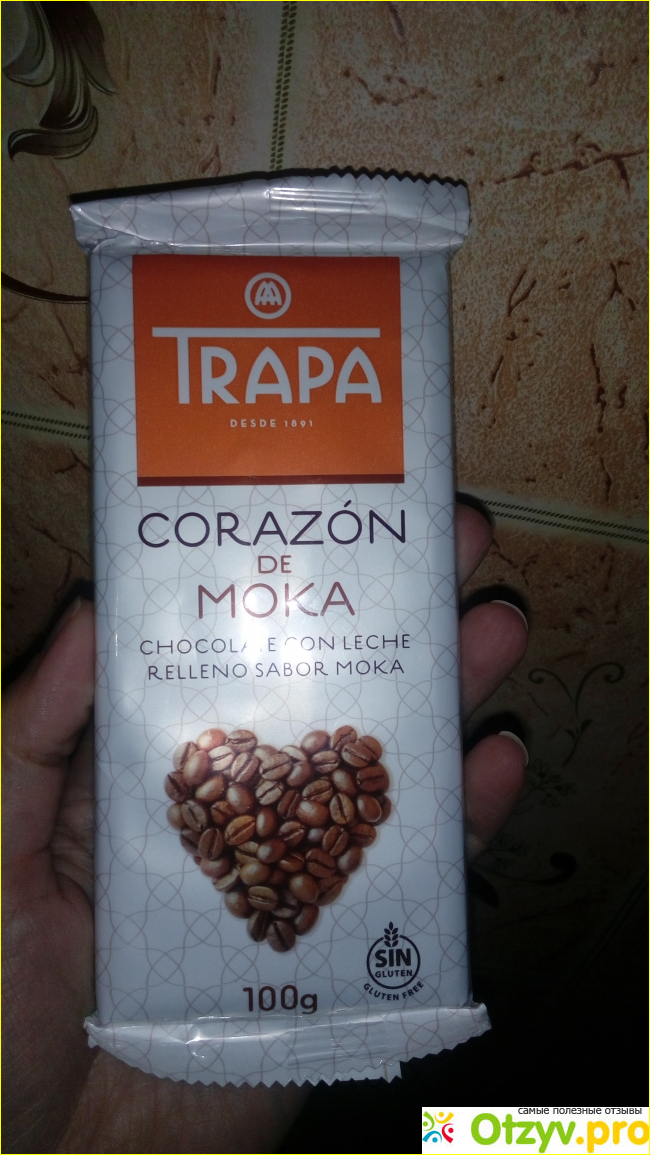 TRAPA
DESDE 1891
CORAZÓN
DE
MOKA
CHOCOLATE CON LECHE
RELLENO SABOR MOKA
SIN
GLUTEN
GLUTEN FREE
100g
самые полезные отзывы
Otzyv.pro